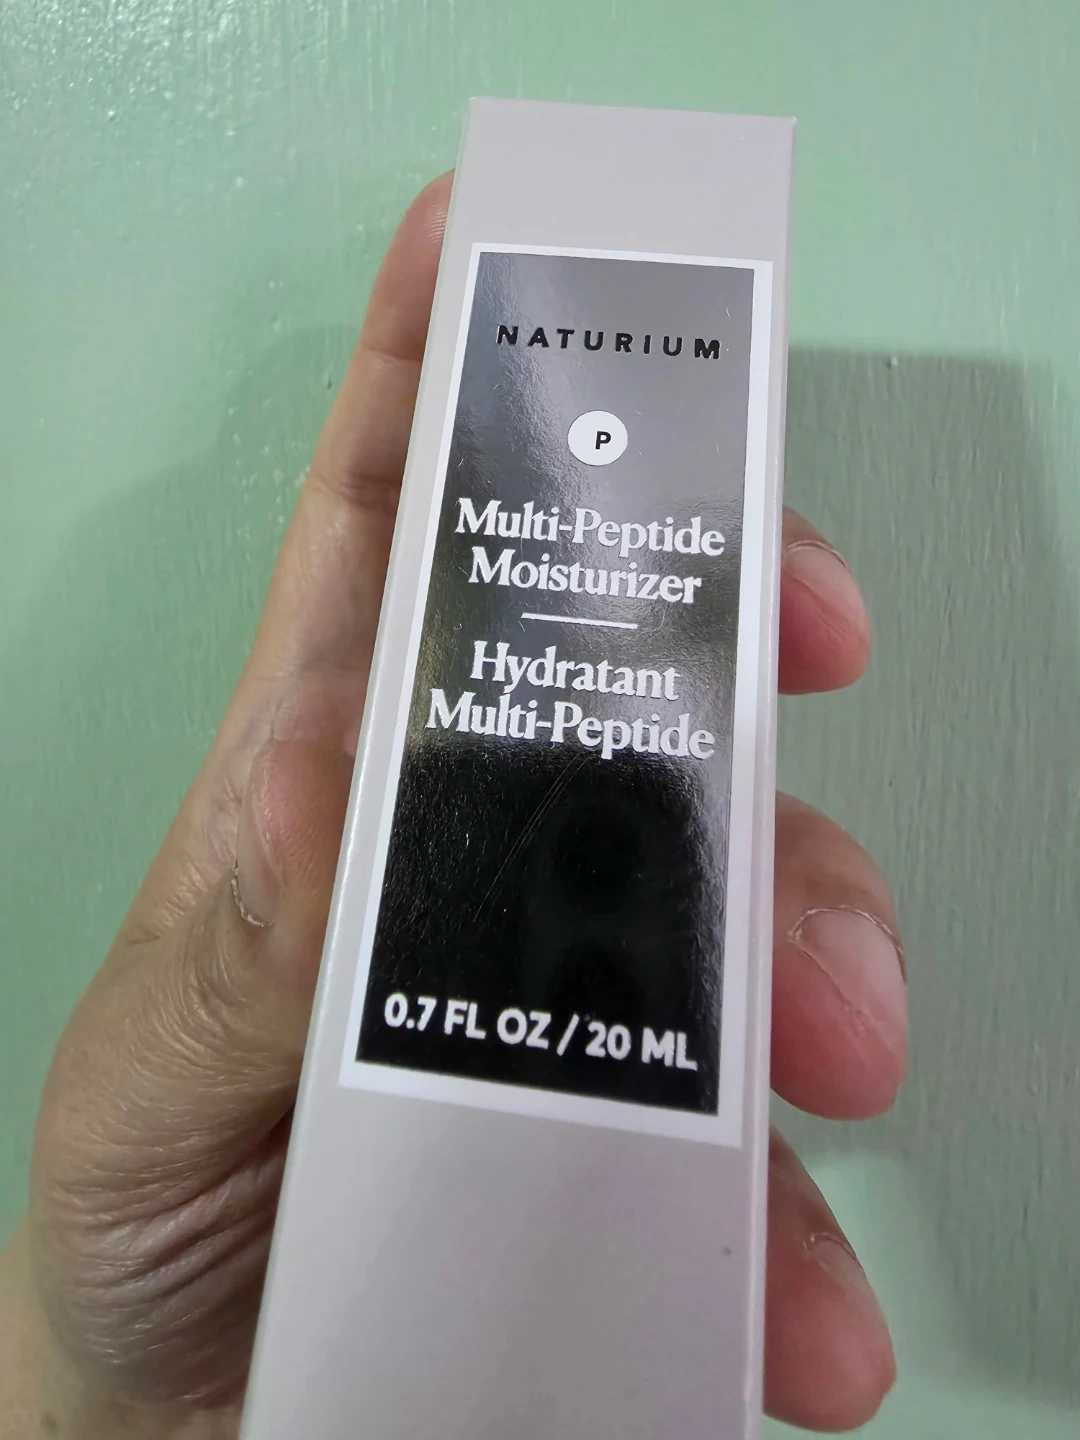 NATURIUM
P
Multi-Peptide
Moisturizer
Hydratant
Multi-Peptide
0.7 FL OZ / 20 ML